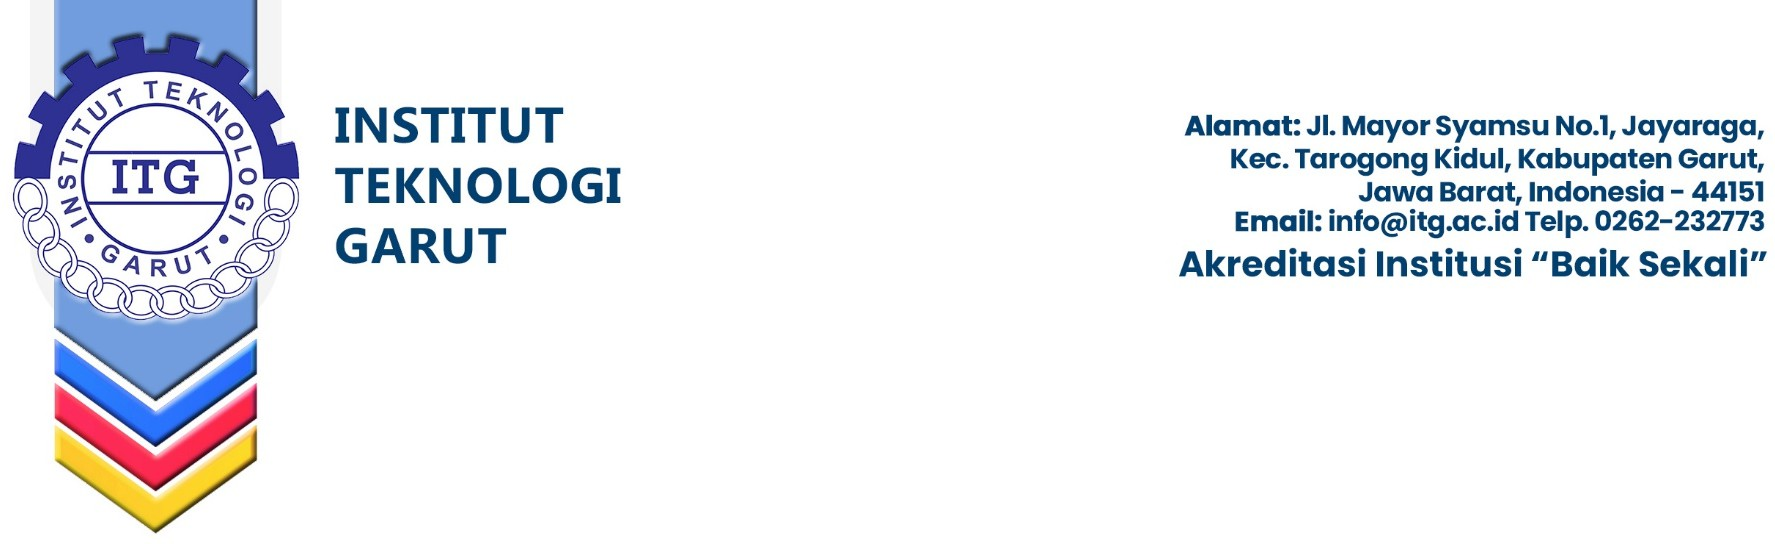 INSTITUT TEKNOLOGI
ITG
• GARUT •
INSTITUT
TEKNOLOGI
GARUT
Alamat: Jl. Mayor Syamsu No.1, Jayaraga,
Kec. Tarogong Kidul, Kabupaten Garut,
Jawa Barat, Indonesia - 44151
Email: info@itg.ac.id Telp. 0262-232773
Akreditasi Institusi “Baik Sekali”